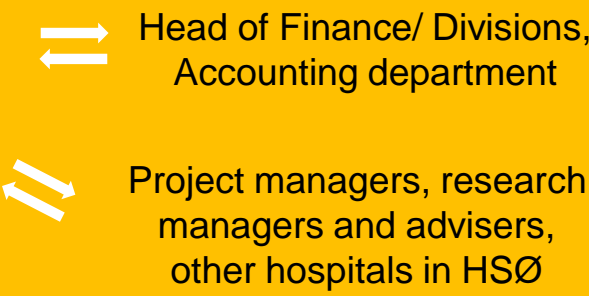 Head of Finance/ Divisions,
Accounting department
Project managers, research
managers and advisers,
other hospitals in HSØ